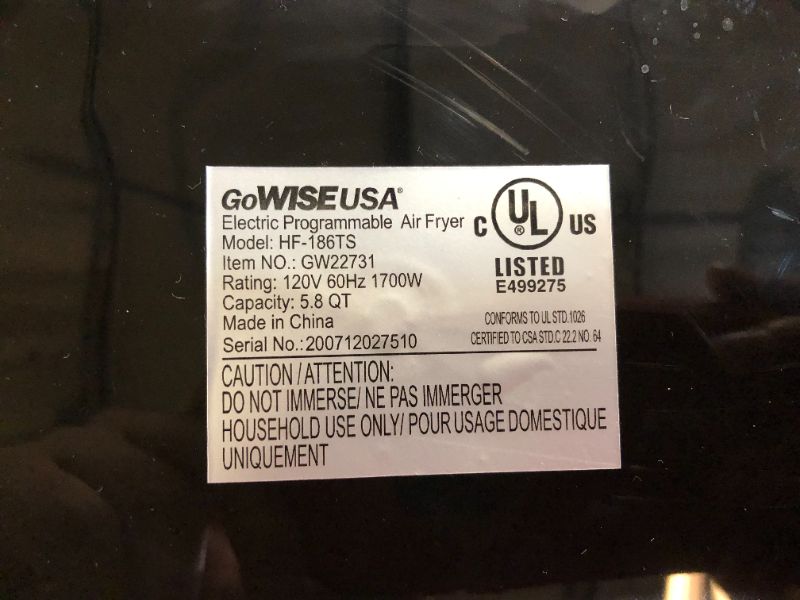 GoWISEUSA®
Electric Programmable Air Fryer
Model: HF-186TS
Item NO.: GW22731
Rating: 120V 60Hz 1700W
Capacity: 5.8 QT
Made in China
Serial No.:200712027510
C UL® US
LISTED
E499275
CONFORMS TO UL STD.1026
CERTIFIED TO CSA STD.C 22.2 NO. 64
CAUTION/ATTENTION:
DO NOT IMMERSE/ NE PAS IMMERGER
HOUSEHOLD USE ONLY/ POUR USAGE DOMESTIQUE
UNIQUEMENT